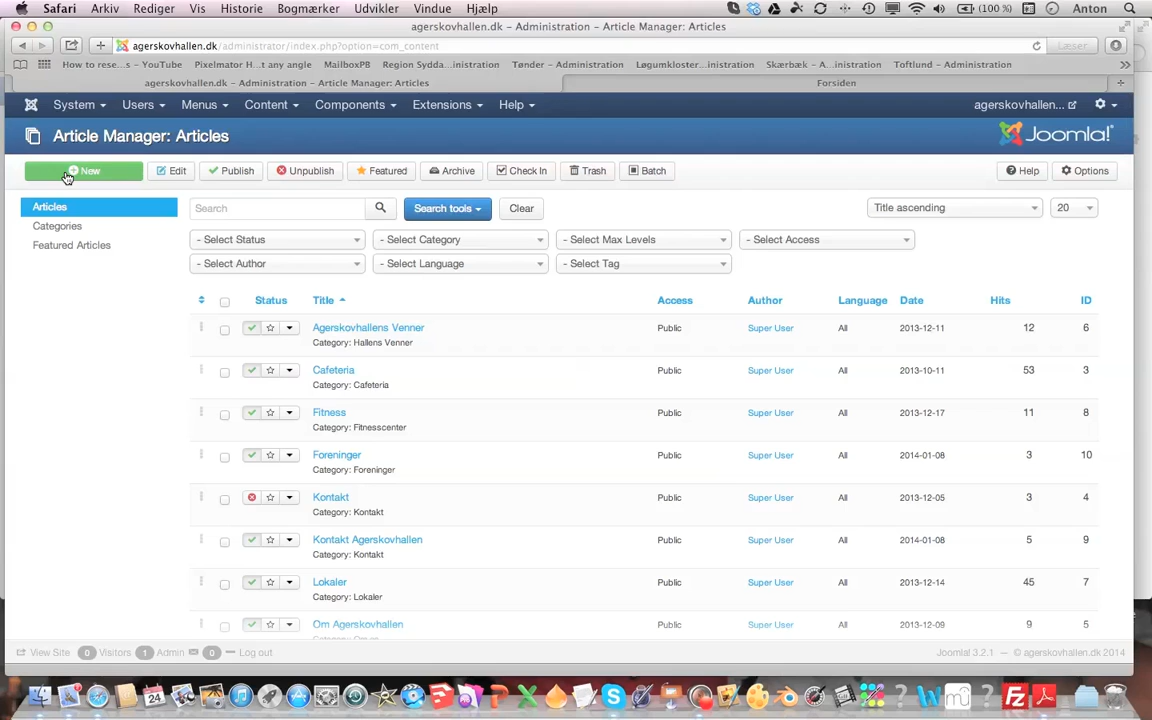 Safari Arkiv Rediger Vis Historie Bogmærker Udvikler Vindue Hjælp (100 %) Anton
agerskovhallen.dk – Administration – Article Manager: Articles
agerskovhallen.dk/administrator/index.php?option=com_content Læser
How to rese...s – YouTube Pixelmator H...t any angle MailboxPB Region Sydda...inistration Tønder – Administration Løgumkloster...inistration Skærbæk – A...inistration Toftlund – Administration
agerskovhallen.dk – Administration – Article Manager: Articles Forsiden
System Users Menus Content Components Extensions Help agerskovhallen...
Article Manager: Articles Joomla!®
New Edit Publish Unpublish Featured Archive Check In Trash Batch Help Options
Articles Search Search tools Clear Title ascending 20
Categories
Featured Articles
- Select Status - Select Category - Select Max Levels - Select Access
- Select Author - Select Language - Select Tag
Status Title Access Author Language Date Hits ID
Agerskovhallens Venner Public Super User All 2013-12-11 12 6
Category: Hallens Venner
Cafeteria Public Super User All 2013-10-11 53 3
Category: Cafeteria
Fitness Public Super User All 2013-12-17 11 8
Category: Fitnesscenter
Foreninger Public Super User All 2014-01-08 3 10
Category: Foreninger
Kontakt Public Super User All 2013-12-05 3 4
Category: Kontakt
Kontakt Agerskovhallen Public Super User All 2014-01-08 5 9
Category: Kontakt
Lokaler Public Super User All 2013-12-14 45 7
Category: Lokaler
Om Agerskovhallen Public Super User All 2013-12-09 9 5
View Site 0 Visitors 1 Admin 0 Log out Joomla! 3.2.1 — © agerskovhallen.dk 2014
24